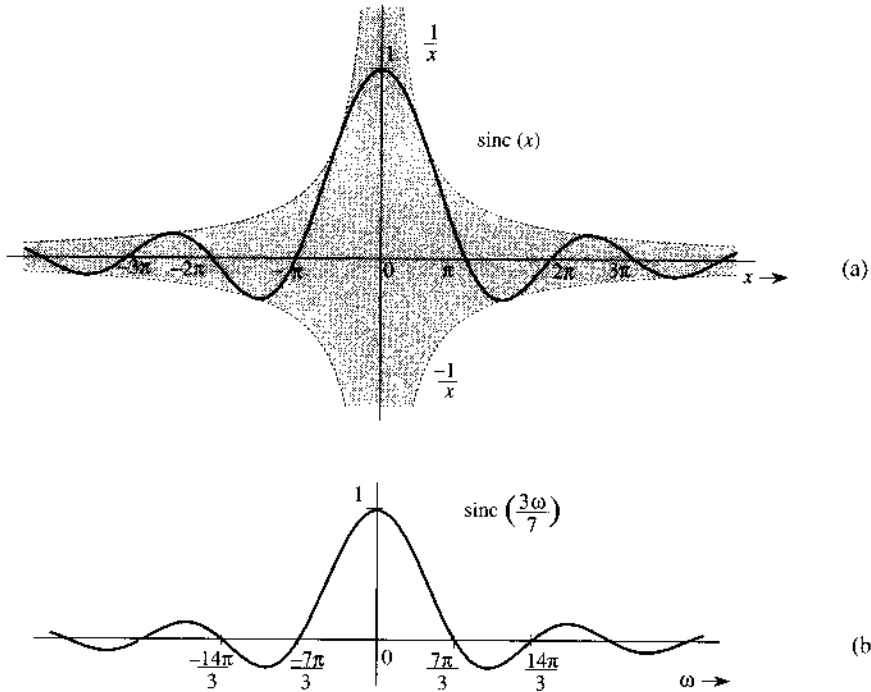 1/x
1
sinc (x)
−3π −2π −π 0 π 2π 3π
x →
(a)
−1/x
1
sinc (3ω/7)
−14π/3 −7π/3 0 7π/3 14π/3
ω →
(b